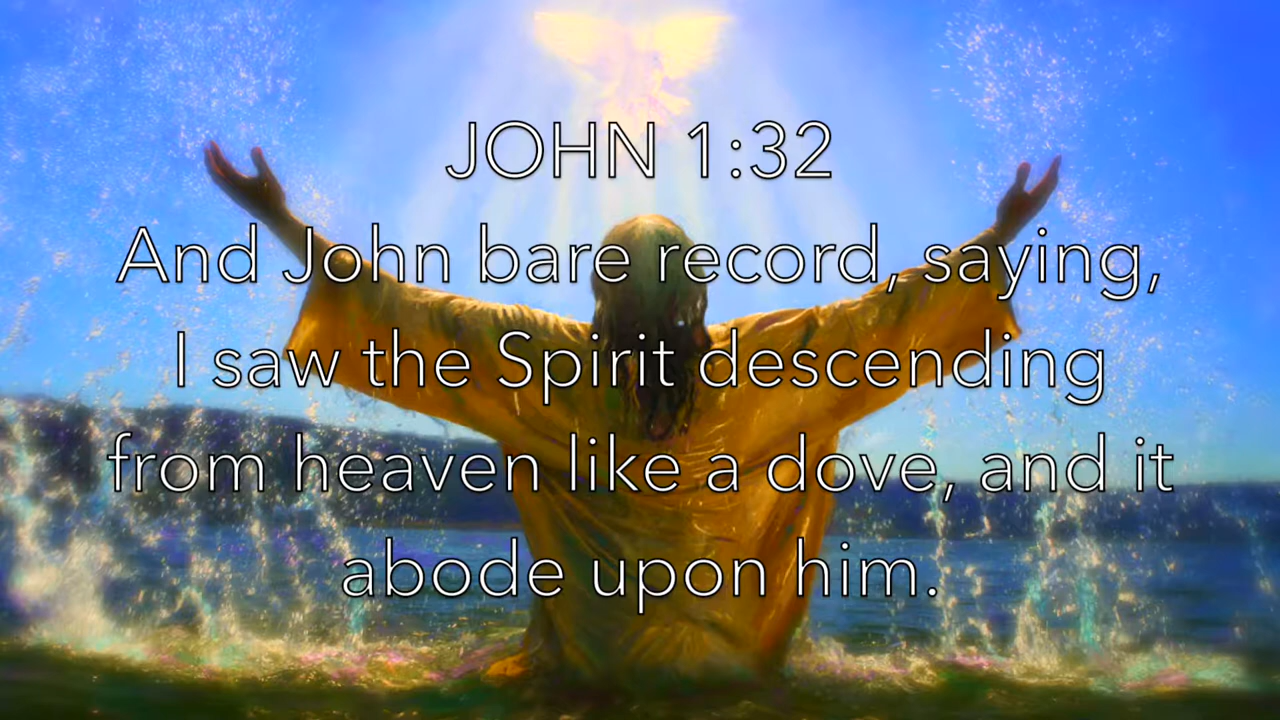 JOHN 1:32
And John bare record, saying,
I saw the Spirit descending
from heaven like a dove, and it
abode upon him.